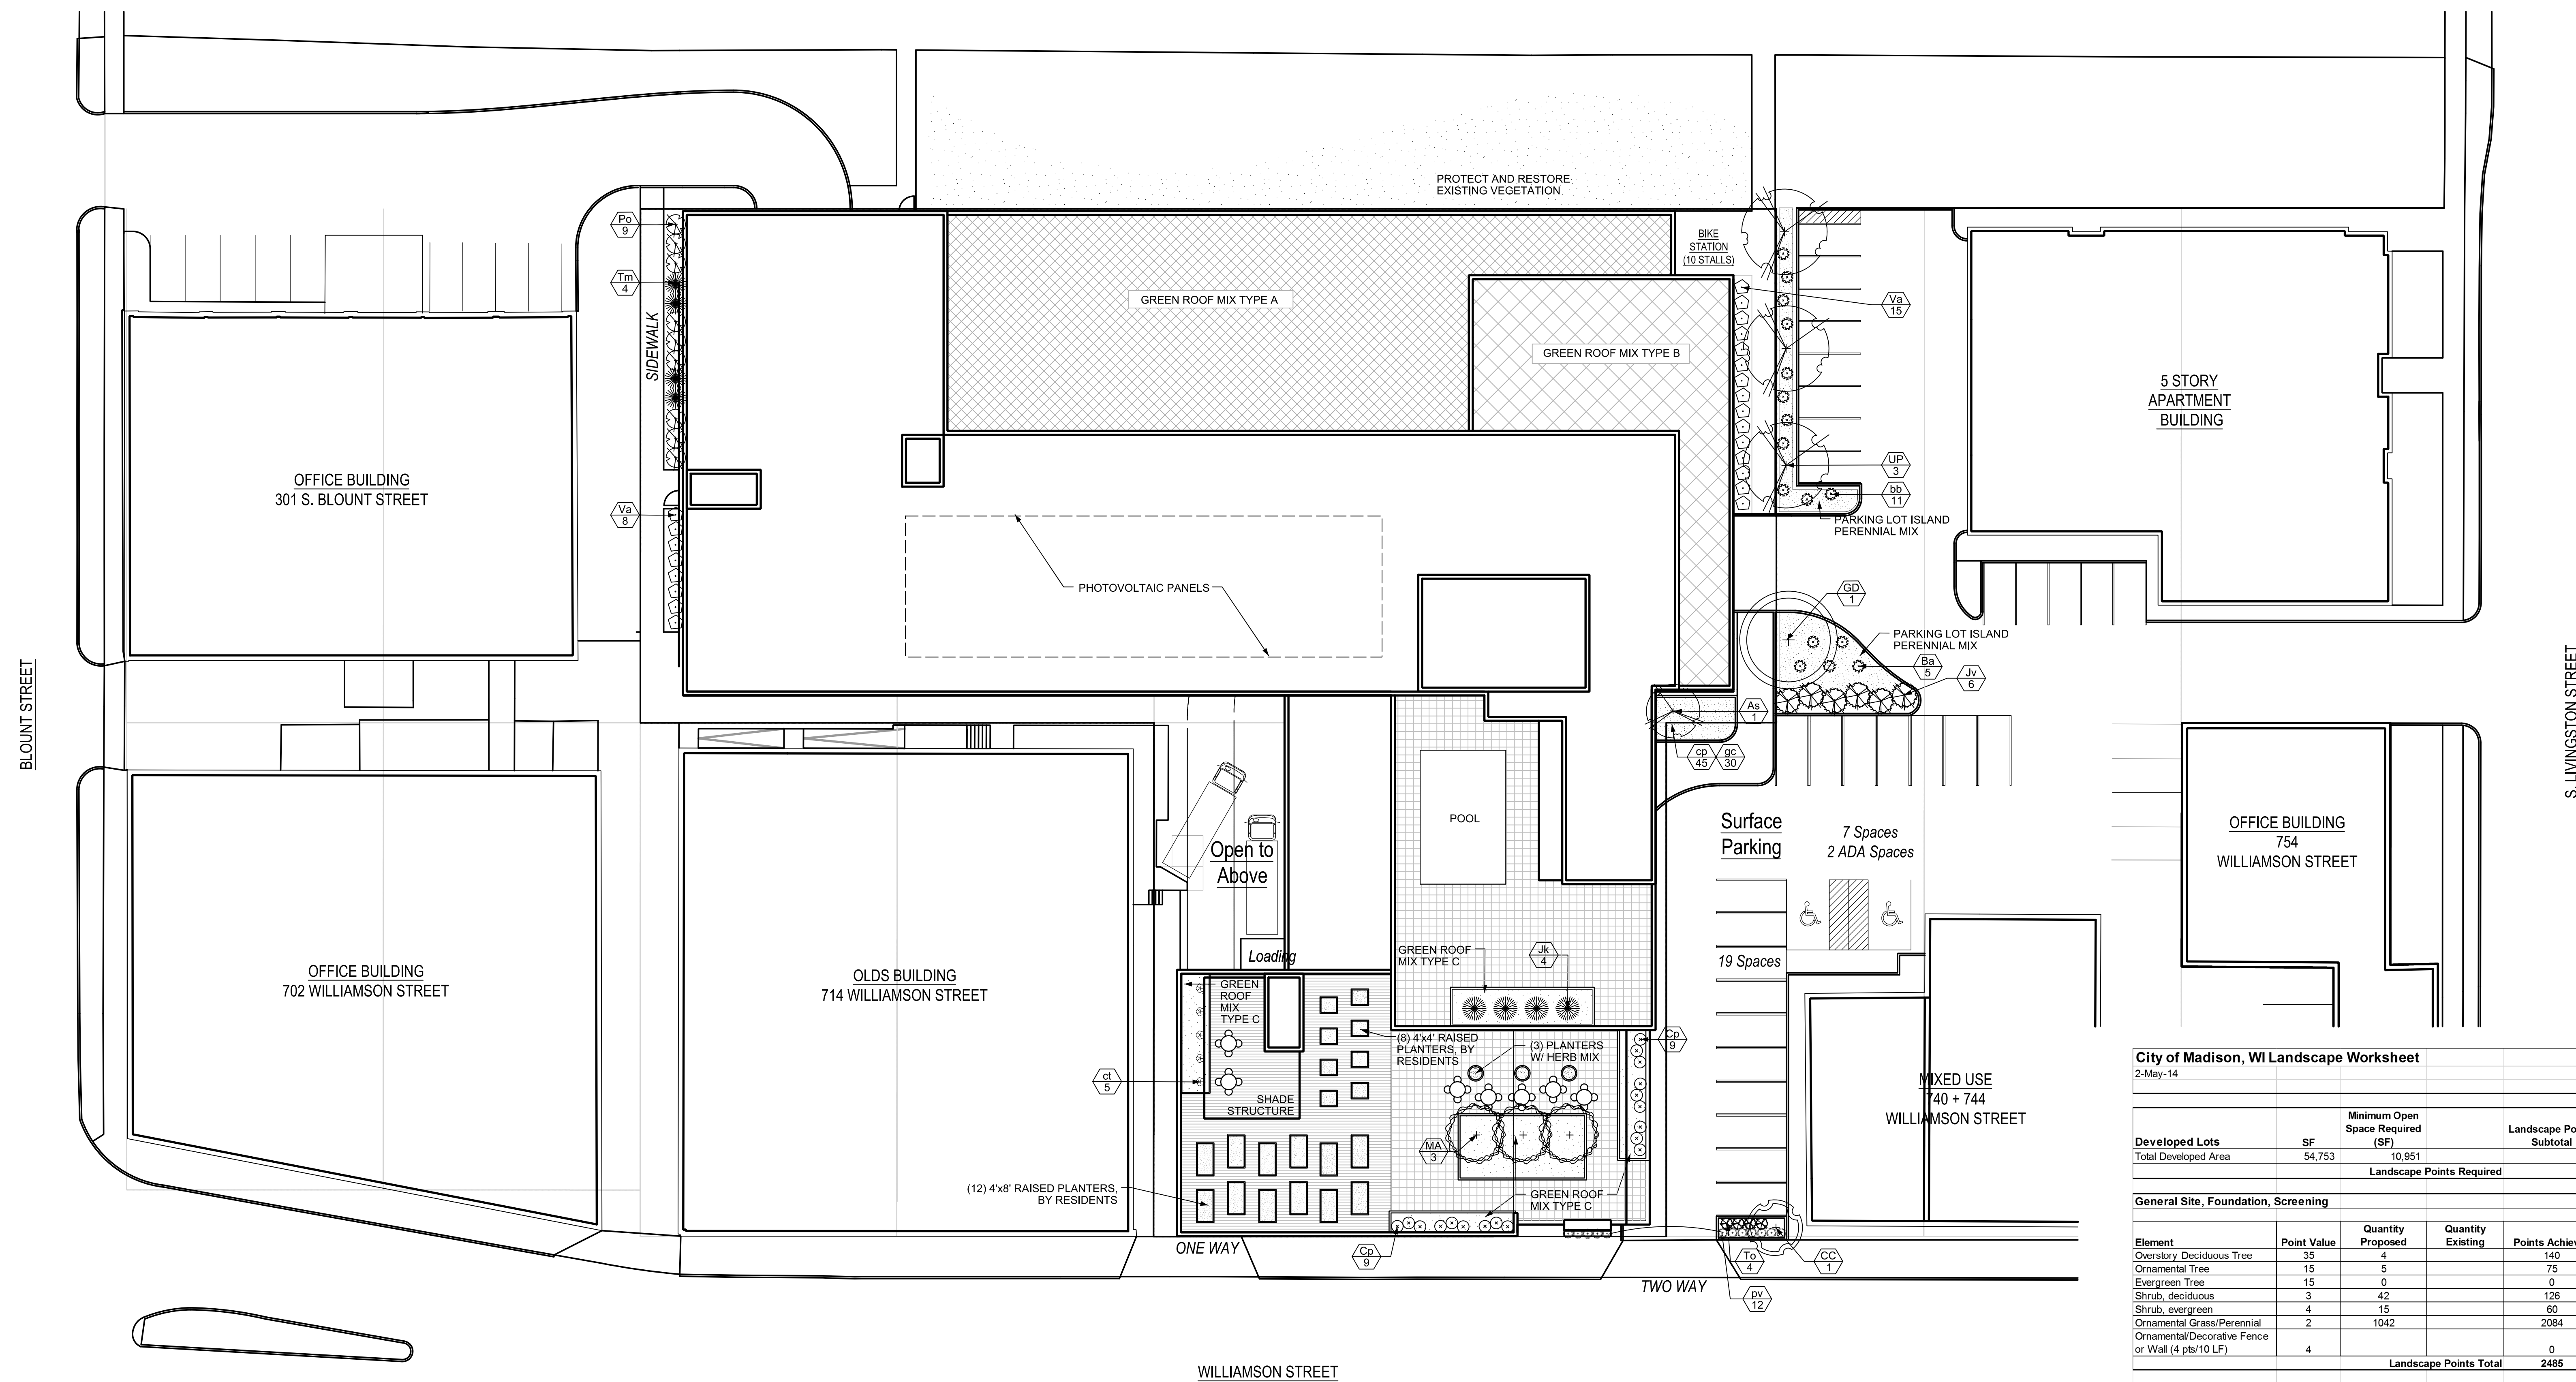 PROTECT AND RESTORE
EXISTING VEGETATION
Po
9
BIKE
STATION
(10 STALLS)
Tm
4
GREEN ROOF MIX TYPE A
Va
15
SIDEWALK
GREEN ROOF MIX TYPE B
5 STORY
APARTMENT
BUILDING
UP
3
OFFICE BUILDING
301 S. BLOUNT STREET
bb
11
Va
8
PARKING LOT ISLAND
PERENNIAL MIX
PHOTOVOLTAIC PANELS
GD
1
PARKING LOT ISLAND
PERENNIAL MIX
Ba
5
Jv
6
BLOUNT STREET
S. LIVINGSTON STREET
As
1
cp
45
gc
30
POOL
Surface
Parking
7 Spaces
2 ADA Spaces
OFFICE BUILDING
754
WILLIAMSON STREET
Open to
Above
GREEN ROOF
MIX TYPE C
Jk
4
Loading
19 Spaces
OFFICE BUILDING
702 WILLIAMSON STREET
OLDS BUILDING
714 WILLIAMSON STREET
GREEN
ROOF
MIX
TYPE C
(8) 4'x4' RAISED
PLANTERS, BY
RESIDENTS
(3) PLANTERS
W/ HERB MIX
Cp
9
ct
5
SHADE
STRUCTURE
MIXED USE
740 + 744
WILLIAMSON STREET
MA
3
(12) 4'x8' RAISED PLANTERS,
BY RESIDENTS
GREEN ROOF
MIX TYPE C
ONE WAY
Cp
9
To
4
CC
1
TWO WAY
pv
12
WILLIAMSON STREET
City of Madison, WI Landscape Worksheet
2-May-14
Developed Lots SF Minimum Open Space Required (SF) Landscape Po Subtotal
Total Developed Area 54,753 10,951
Landscape Points Required
General Site, Foundation, Screening
Element Point Value Quantity Proposed Quantity Existing Points Achiev
Overstory Deciduous Tree 35 4 140
Ornamental Tree 15 5 75
Evergreen Tree 15 0 0
Shrub, deciduous 3 42 126
Shrub, evergreen 4 15 60
Ornamental Grass/Perennial 2 1042 2084
Ornamental/Decorative Fence
or Wall (4 pts/10 LF) 4 0
Landscape Points Total 2485